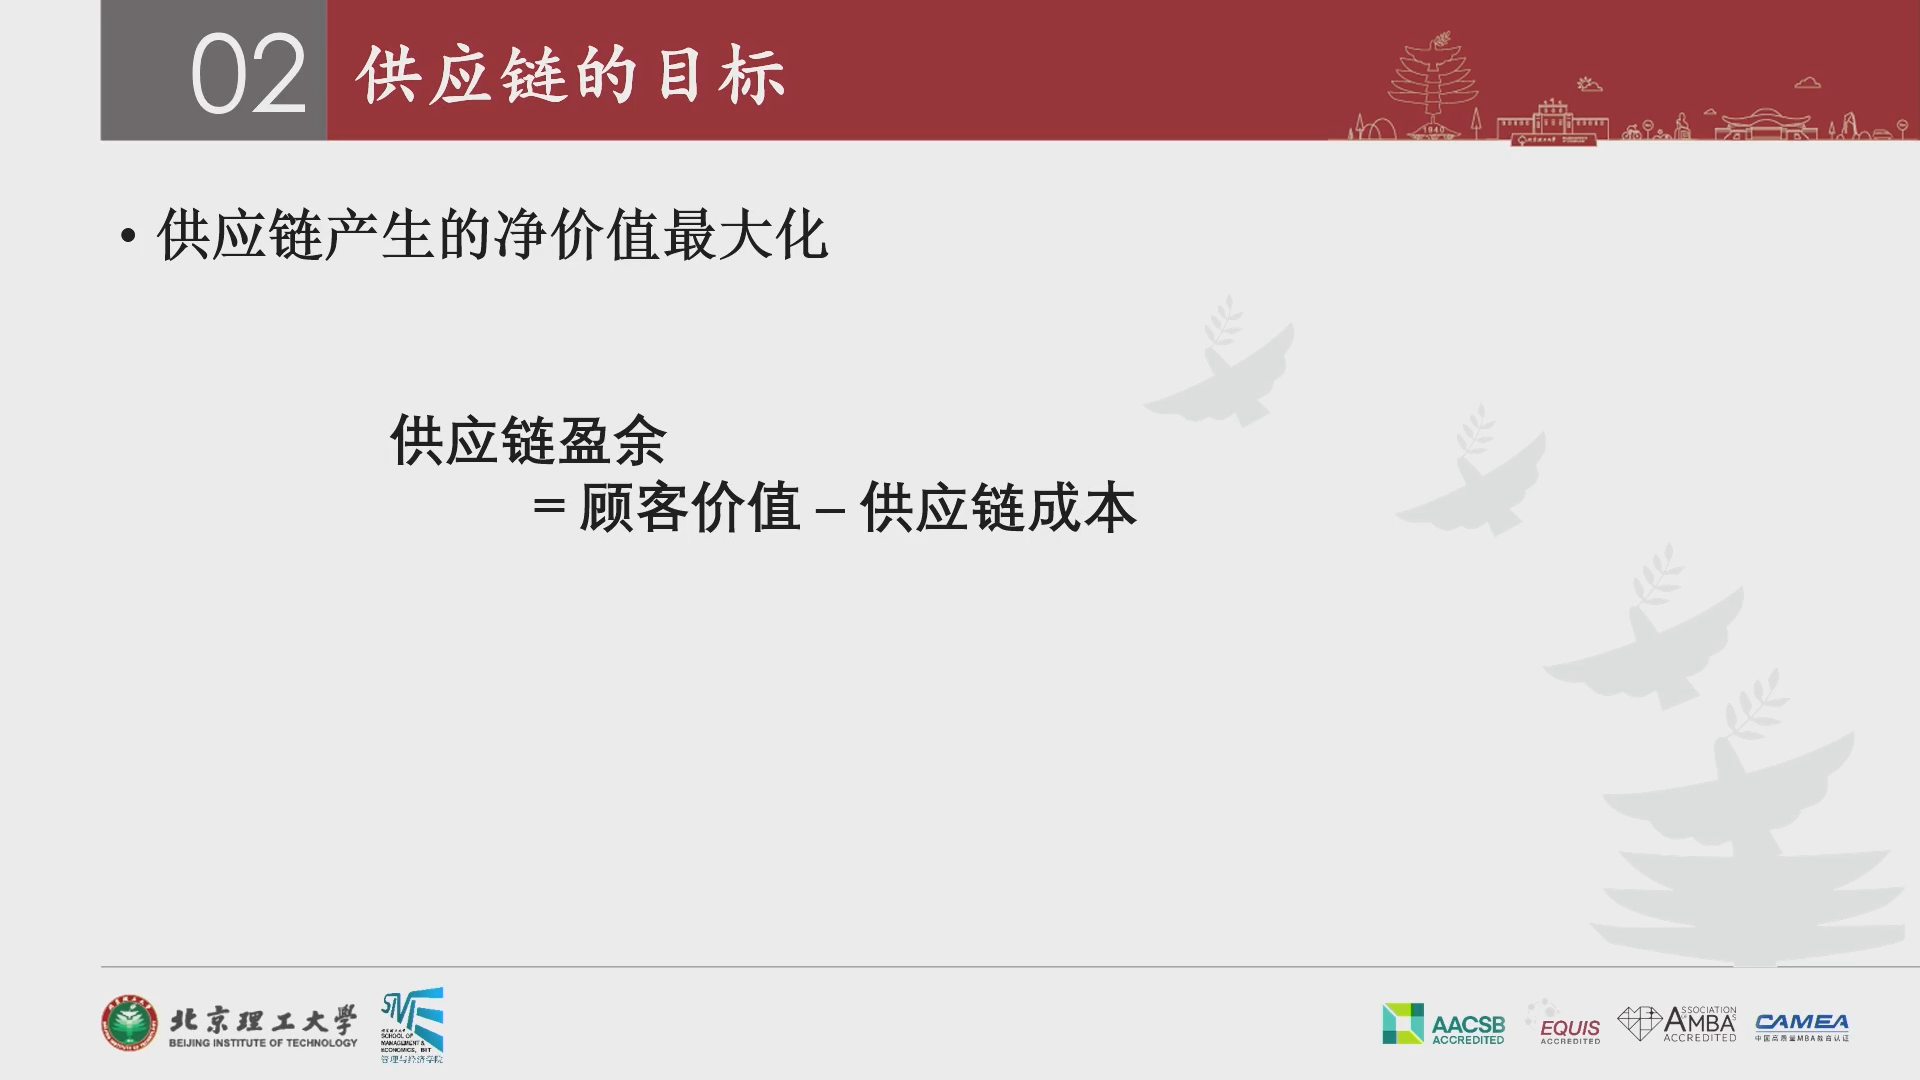 02 供应链的目标
1940
• 供应链产生的净价值最大化
供应链盈余
= 顾客价值 – 供应链成本
北京理工大学
BEIJING INSTITUTE OF TECHNOLOGY
SCHOOL OF
MANAGEMENT &
ECONOMICS, BIT
管理与经济学院
AACSB
ACCREDITED
EQUIS
ACCREDITED
ASSOCIATION
AMBA
ACCREDITED
CAMEA
中国高质量MBA教育认证